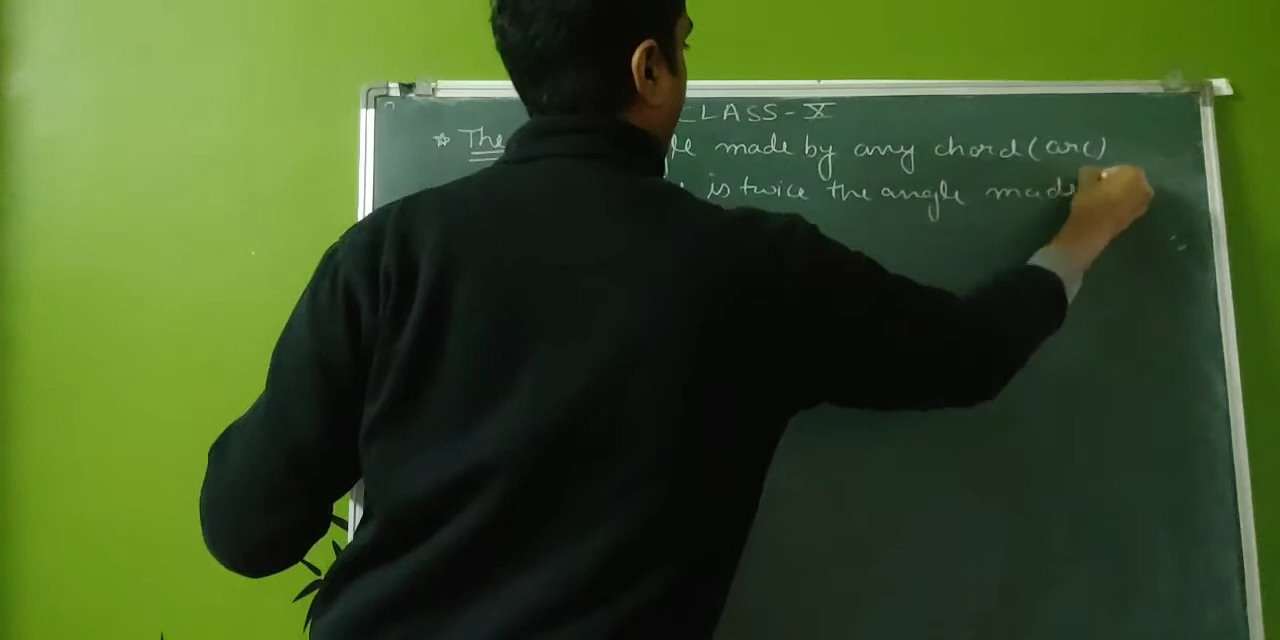 CLASS-X
☆ The made by any chord (arc)
is twice the angle made